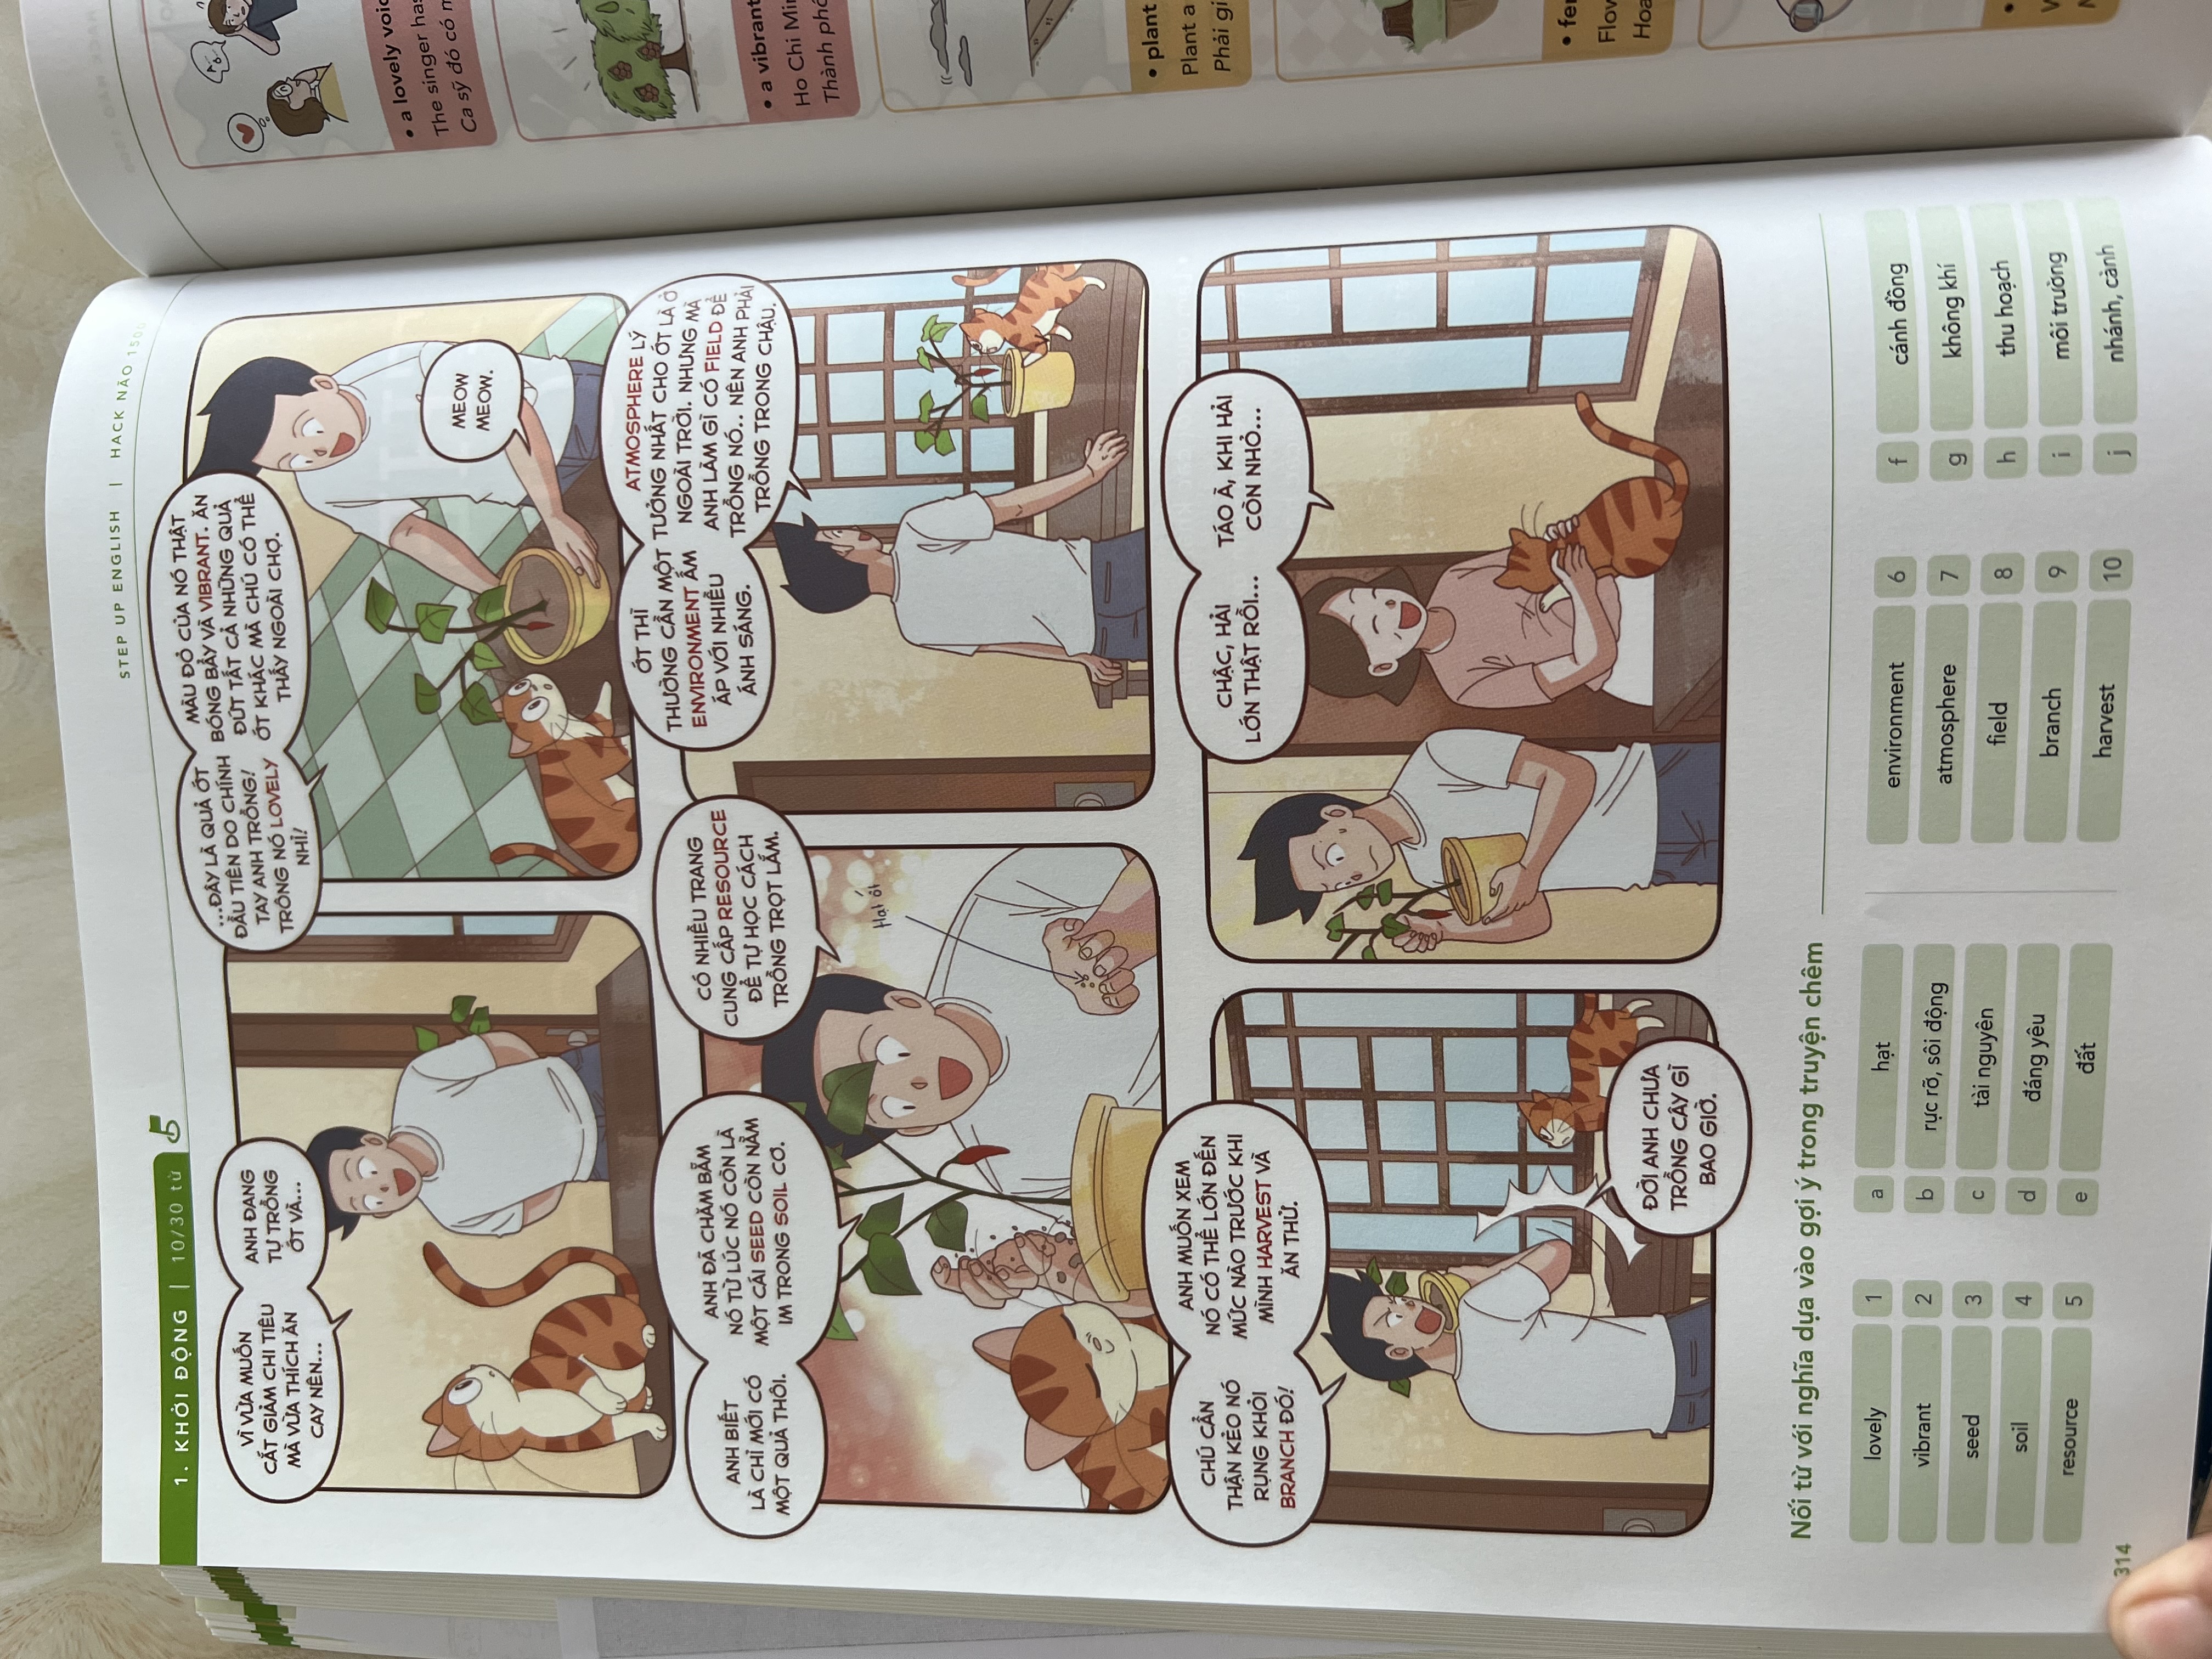 STEP UP ENGLISH | HACK NÃO 1500
1. KHỞI ĐỘNG | 10/30 từ
5
VÌ VỪA MUỐN
CẮT GIẢM CHI TIÊU
MÀ VỪA THÍCH ĂN
CAY NÊN...
ANH ĐANG
TỰ TRỒNG
ỚT VÀ...
...ĐÂY LÀ QUẢ ỚT
ĐẦU TIÊN DO CHÍNH
TAY ANH TRỒNG!
TRÔNG NÓ LOVELY
NHỈ!
MÀU ĐỎ CỦA NÓ THẬT
BÓNG BẨY VÀ VIBRANT. ĂN
ĐỨT TẤT CẢ NHỮNG QUẢ
ỚT KHÁC MÀ CHÚ CÓ THỂ
THẤY NGOÀI CHỢ.
MEOW
MEOW.
ANH BIẾT
LÀ CHỈ MỚI CÓ
MỘT QUẢ THÔI.
ANH ĐÃ CHĂM BẴM
NÓ TỪ LÚC NÓ CÒN LÀ
MỘT CÁI SEED CÒN NẰM
IM TRONG SOIL CƠ.
CÓ NHIỀU TRANG
CUNG CẤP RESOURCE
ĐỂ TỰ HỌC CÁCH
TRỒNG TRỌT LẮM.
Hạt ớt
ỚT THÌ
THƯỜNG CẦN MỘT
ENVIRONMENT ẤM
ÁP VỚI NHIỀU
ÁNH SÁNG.
ATMOSPHERE LÝ
TƯỞNG NHẤT CHO ỚT LÀ Ở
NGOÀI TRỜI. NHƯNG MÀ
ANH LÀM GÌ CÓ FIELD ĐỂ
TRỒNG NÓ.. NÊN ANH PHẢI
TRỒNG TRONG CHẬU.
CHÚ CẨN
THẬN KẺO NÓ
RỤNG KHỎI
BRANCH ĐÓ!
ANH MUỐN XEM
NÓ CÓ THỂ LỚN ĐẾN
MỨC NÀO TRƯỚC KHI
MÌNH HARVEST VÀ
ĂN THỬ.
ĐỜI ANH CHƯA
TRỒNG CÂY GÌ
BAO GIỜ.
CHẬC, HẢI
LỚN THẬT RỒI...
TÁO À, KHI HẢI
CÒN NHỎ...
Nối từ với nghĩa dựa vào gợi ý trong truyện chêm
lovely 1 a hạt
vibrant 2 b rực rỡ, sôi động
seed 3 c tài nguyên
soil 4 d đáng yêu
resource 5 e đất
environment 6 f cánh đồng
atmosphere 7 g không khí
field 8 h thu hoạch
branch 9 i môi trường
harvest 10 j nhánh, cành
314
• a lovely
The singer
Ca sỹ đó có
• a vibrant
Ho Chi
Thành
• plant
Plant a
Phải